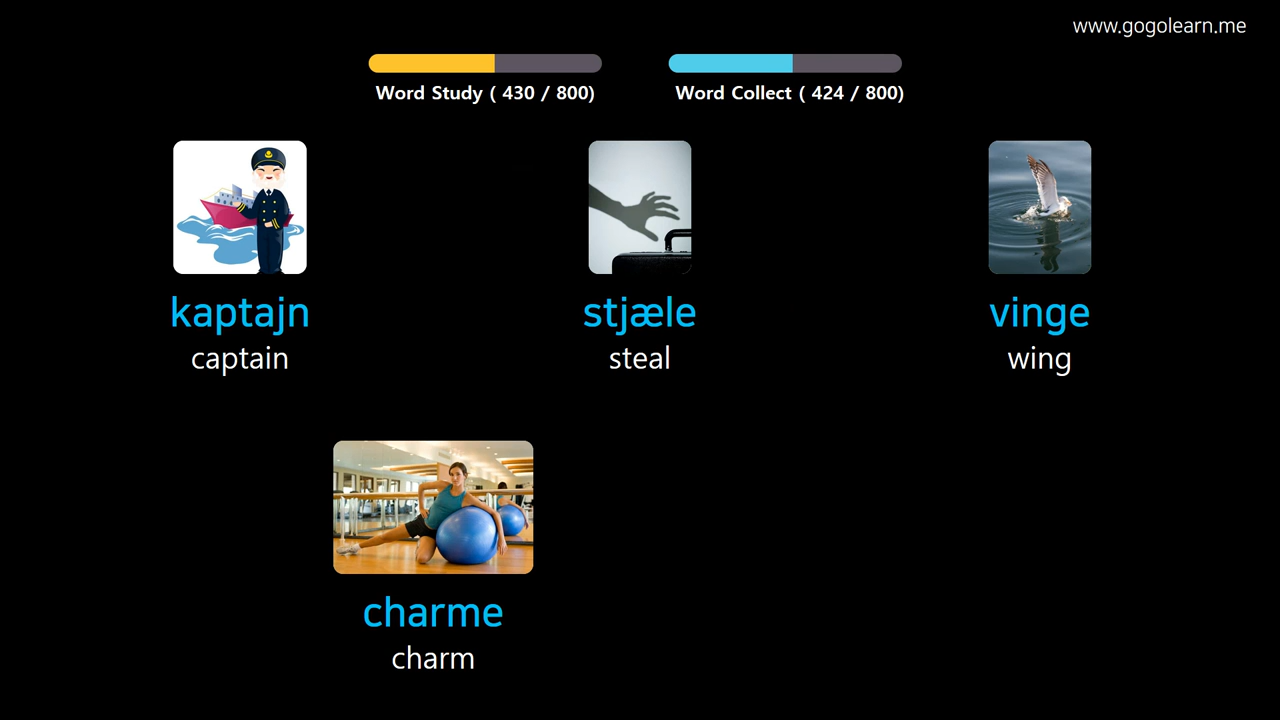 www.gogolearn.me
Word Study ( 430 / 800)
Word Collect ( 424 / 800)
kaptajn
captain
stjæle
steal
vinge
wing
charme
charm